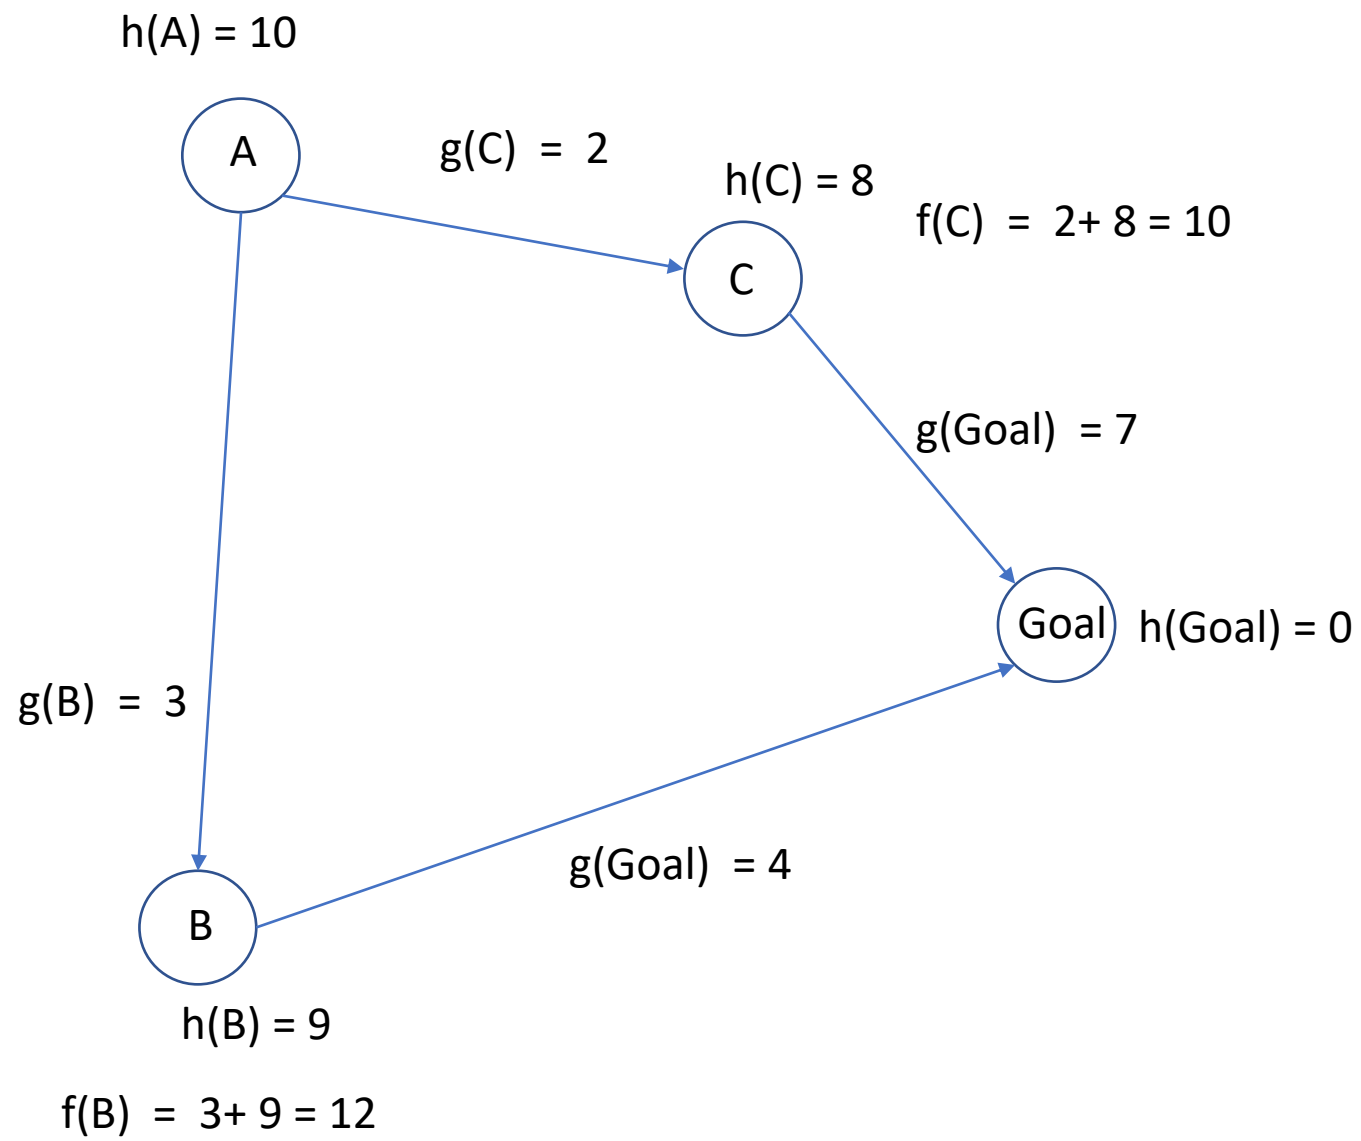 h(A) = 10
A
g(C) = 2
h(C) = 8
f(C) = 2+ 8 = 10
C
g(Goal) = 7
Goal
h(Goal) = 0
g(B) = 3
g(Goal) = 4
B
h(B) = 9
f(B) = 3+ 9 = 12